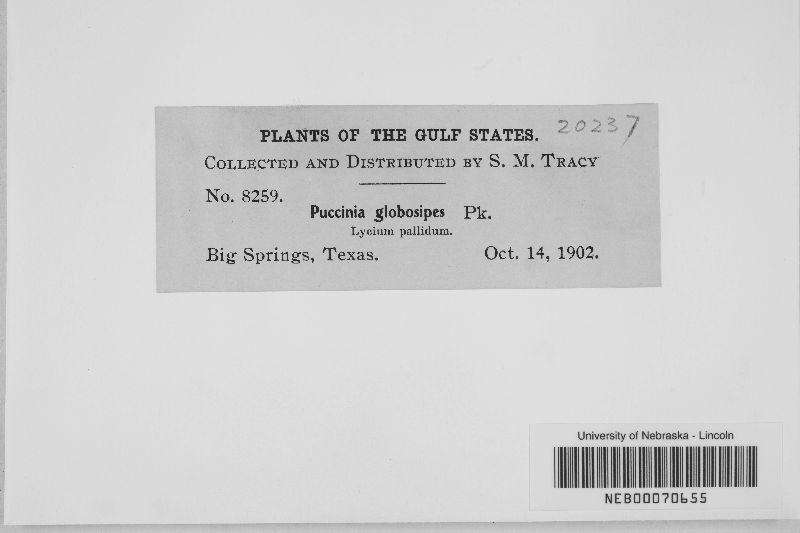 20237
PLANTS OF THE GULF STATES.
COLLECTED AND DISTRIBUTED BY S. M. TRACY
No. 8259.
Puccinia globosipes Pk.
Lycium pallidum.
Big Springs, Texas. Oct. 14, 1902.
University of Nebraska - Lincoln
NEB00070655